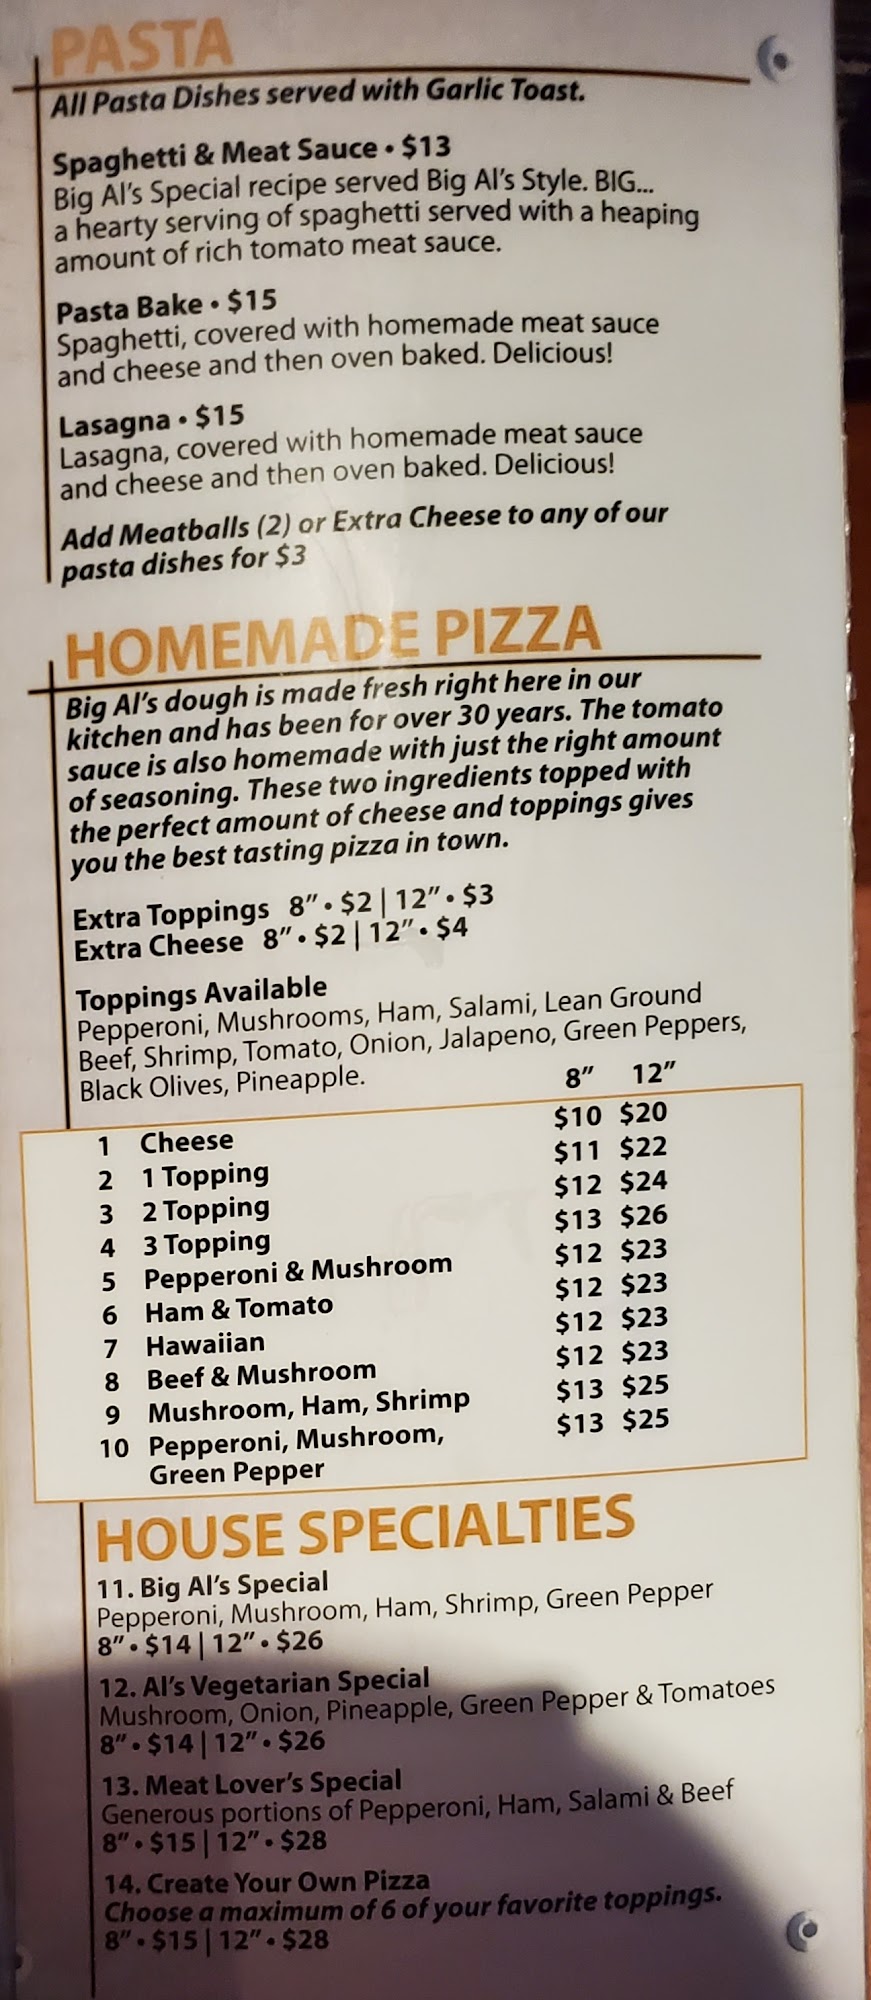 PASTA
All Pasta Dishes served with Garlic Toast.
Spaghetti & Meat Sauce • $13
Big Al's Special recipe served Big Al's Style. BIG...
a hearty serving of spaghetti served with a heaping
amount of rich tomato meat sauce.
Pasta Bake • $15
Spaghetti, covered with homemade meat sauce
and cheese and then oven baked. Delicious!
Lasagna • $15
Lasagna, covered with homemade meat sauce
and cheese and then oven baked. Delicious!
Add Meatballs (2) or Extra Cheese to any of our
pasta dishes for $3
HOMEMADE PIZZA
Big Al's dough is made fresh right here in our
kitchen and has been for over 30 years. The tomato
sauce is also homemade with just the right amount
of seasoning. These two ingredients topped with
the perfect amount of cheese and toppings gives
you the best tasting pizza in town.
Extra Toppings 8” • $2 | 12” • $3
Extra Cheese 8” • $2 | 12” • $4
Toppings Available
Pepperoni, Mushrooms, Ham, Salami, Lean Ground
Beef, Shrimp, Tomato, Onion, Jalapeno, Green Peppers,
Black Olives, Pineapple.
8” 12”
1 Cheese $10 $20
2 1 Topping $11 $22
3 2 Topping $12 $24
4 3 Topping $13 $26
5 Pepperoni & Mushroom $12 $23
6 Ham & Tomato $12 $23
7 Hawaiian $12 $23
8 Beef & Mushroom $12 $23
9 Mushroom, Ham, Shrimp $13 $25
10 Pepperoni, Mushroom, $13 $25
Green Pepper
HOUSE SPECIALTIES
11. Big Al's Special
Pepperoni, Mushroom, Ham, Shrimp, Green Pepper
8” • $14 | 12” • $26
12. Al's Vegetarian Special
Mushroom, Onion, Pineapple, Green Pepper & Tomatoes
8” • $14 | 12” • $26
13. Meat Lover's Special
Generous portions of Pepperoni, Ham, Salami & Beef
8” • $15 | 12” • $28
14. Create Your Own Pizza
Choose a maximum of 6 of your favorite toppings.
8” • $15 | 12” • $28